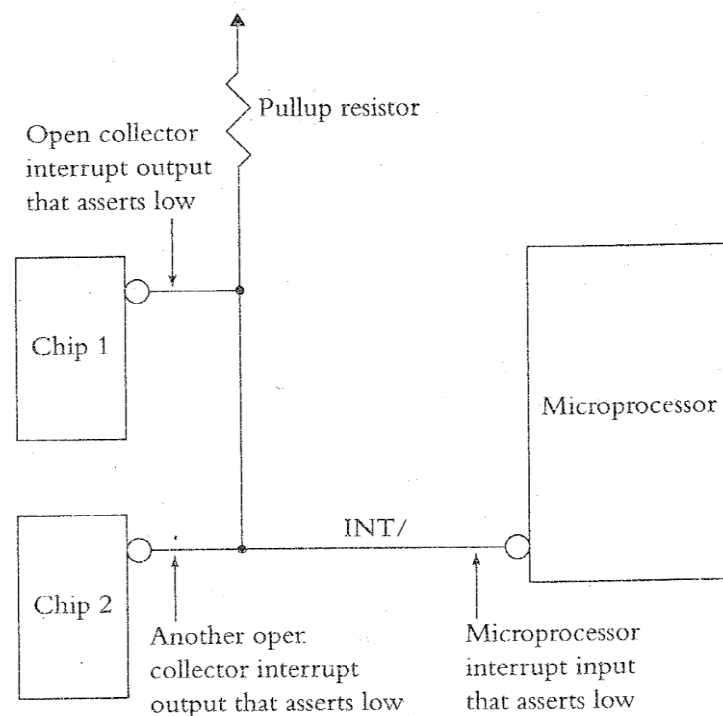 Pullup resistor
Open collector
interrupt output
that asserts low
Chip 1
Microprocessor
INT/
Chip 2
Another oper.
collector interrupt
output that asserts low
Microprocessor
interrupt input
that asserts low